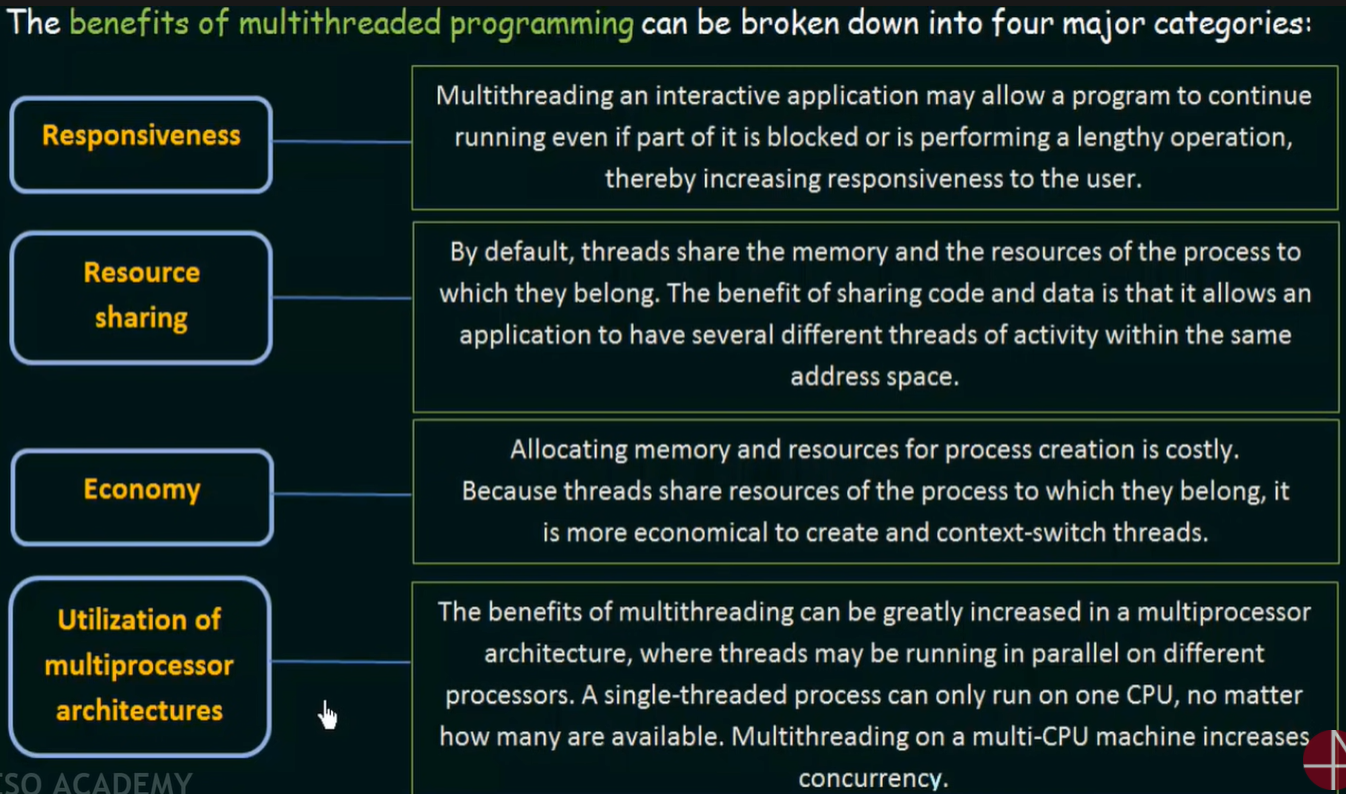 The benefits of multithreaded programming can be broken down into four major categories:
Responsiveness
Multithreading an interactive application may allow a program to continue
running even if part of it is blocked or is performing a lengthy operation,
thereby increasing responsiveness to the user.
Resource
sharing
By default, threads share the memory and the resources of the process to
which they belong. The benefit of sharing code and data is that it allows an
application to have several different threads of activity within the same
address space.
Economy
Allocating memory and resources for process creation is costly.
Because threads share resources of the process to which they belong, it
is more economical to create and context-switch threads.
Utilization of
multiprocessor
architectures
The benefits of multithreading can be greatly increased in a multiprocessor
architecture, where threads may be running in parallel on different
processors. A single-threaded process can only run on one CPU, no matter
how many are available. Multithreading on a multi-CPU machine increases
concurrency.
ESO ACADEMY
N